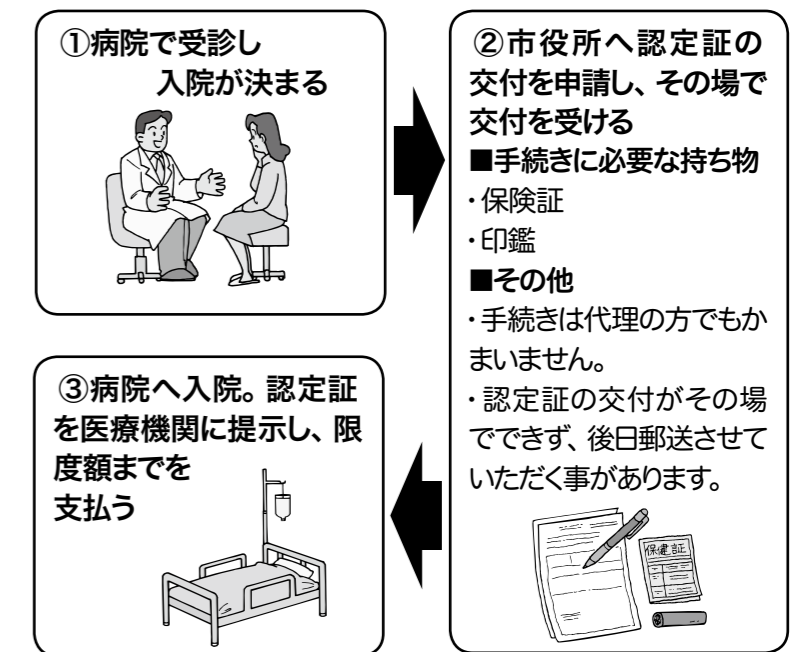 ①病院で受診し
入院が決まる
②市役所へ認定証の
交付を申請し、その場で
交付を受ける
■手続きに必要な持ち物
・保険証
・印鑑
■その他
・手続きは代理の方でもか
まいません。
・認定証の交付がその場
でできず、後日郵送させて
いただく事があります。
保健証
③病院へ入院。認定証
を医療機関に提示し、限
度額までを
支払う